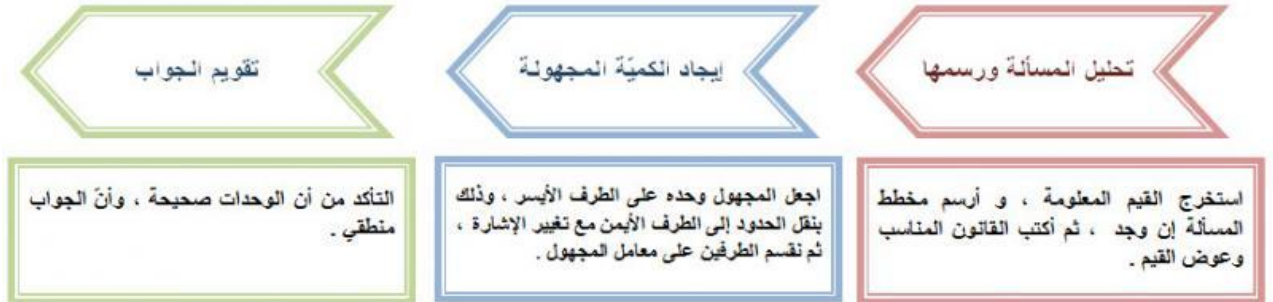 تحليل المسألة ورسمها
إيجاد الكميّة المجهولة
تقويم الجواب
استخرج القيم المعلومة ، و أرسم مخطط
المسألة إن وجد ، ثم أكتب القانون المناسب
وعوض القيم .
اجعل المجهول وحده على الطرف الأيسر ، وذلك
بنقل الحدود إلى الطرف الأيمن مع تغيير الإشارة ،
ثم نقسم الطرفين على معامل المجهول .
التأكد من أن الوحدات صحيحة ، وأنّ الجواب
منطقي .